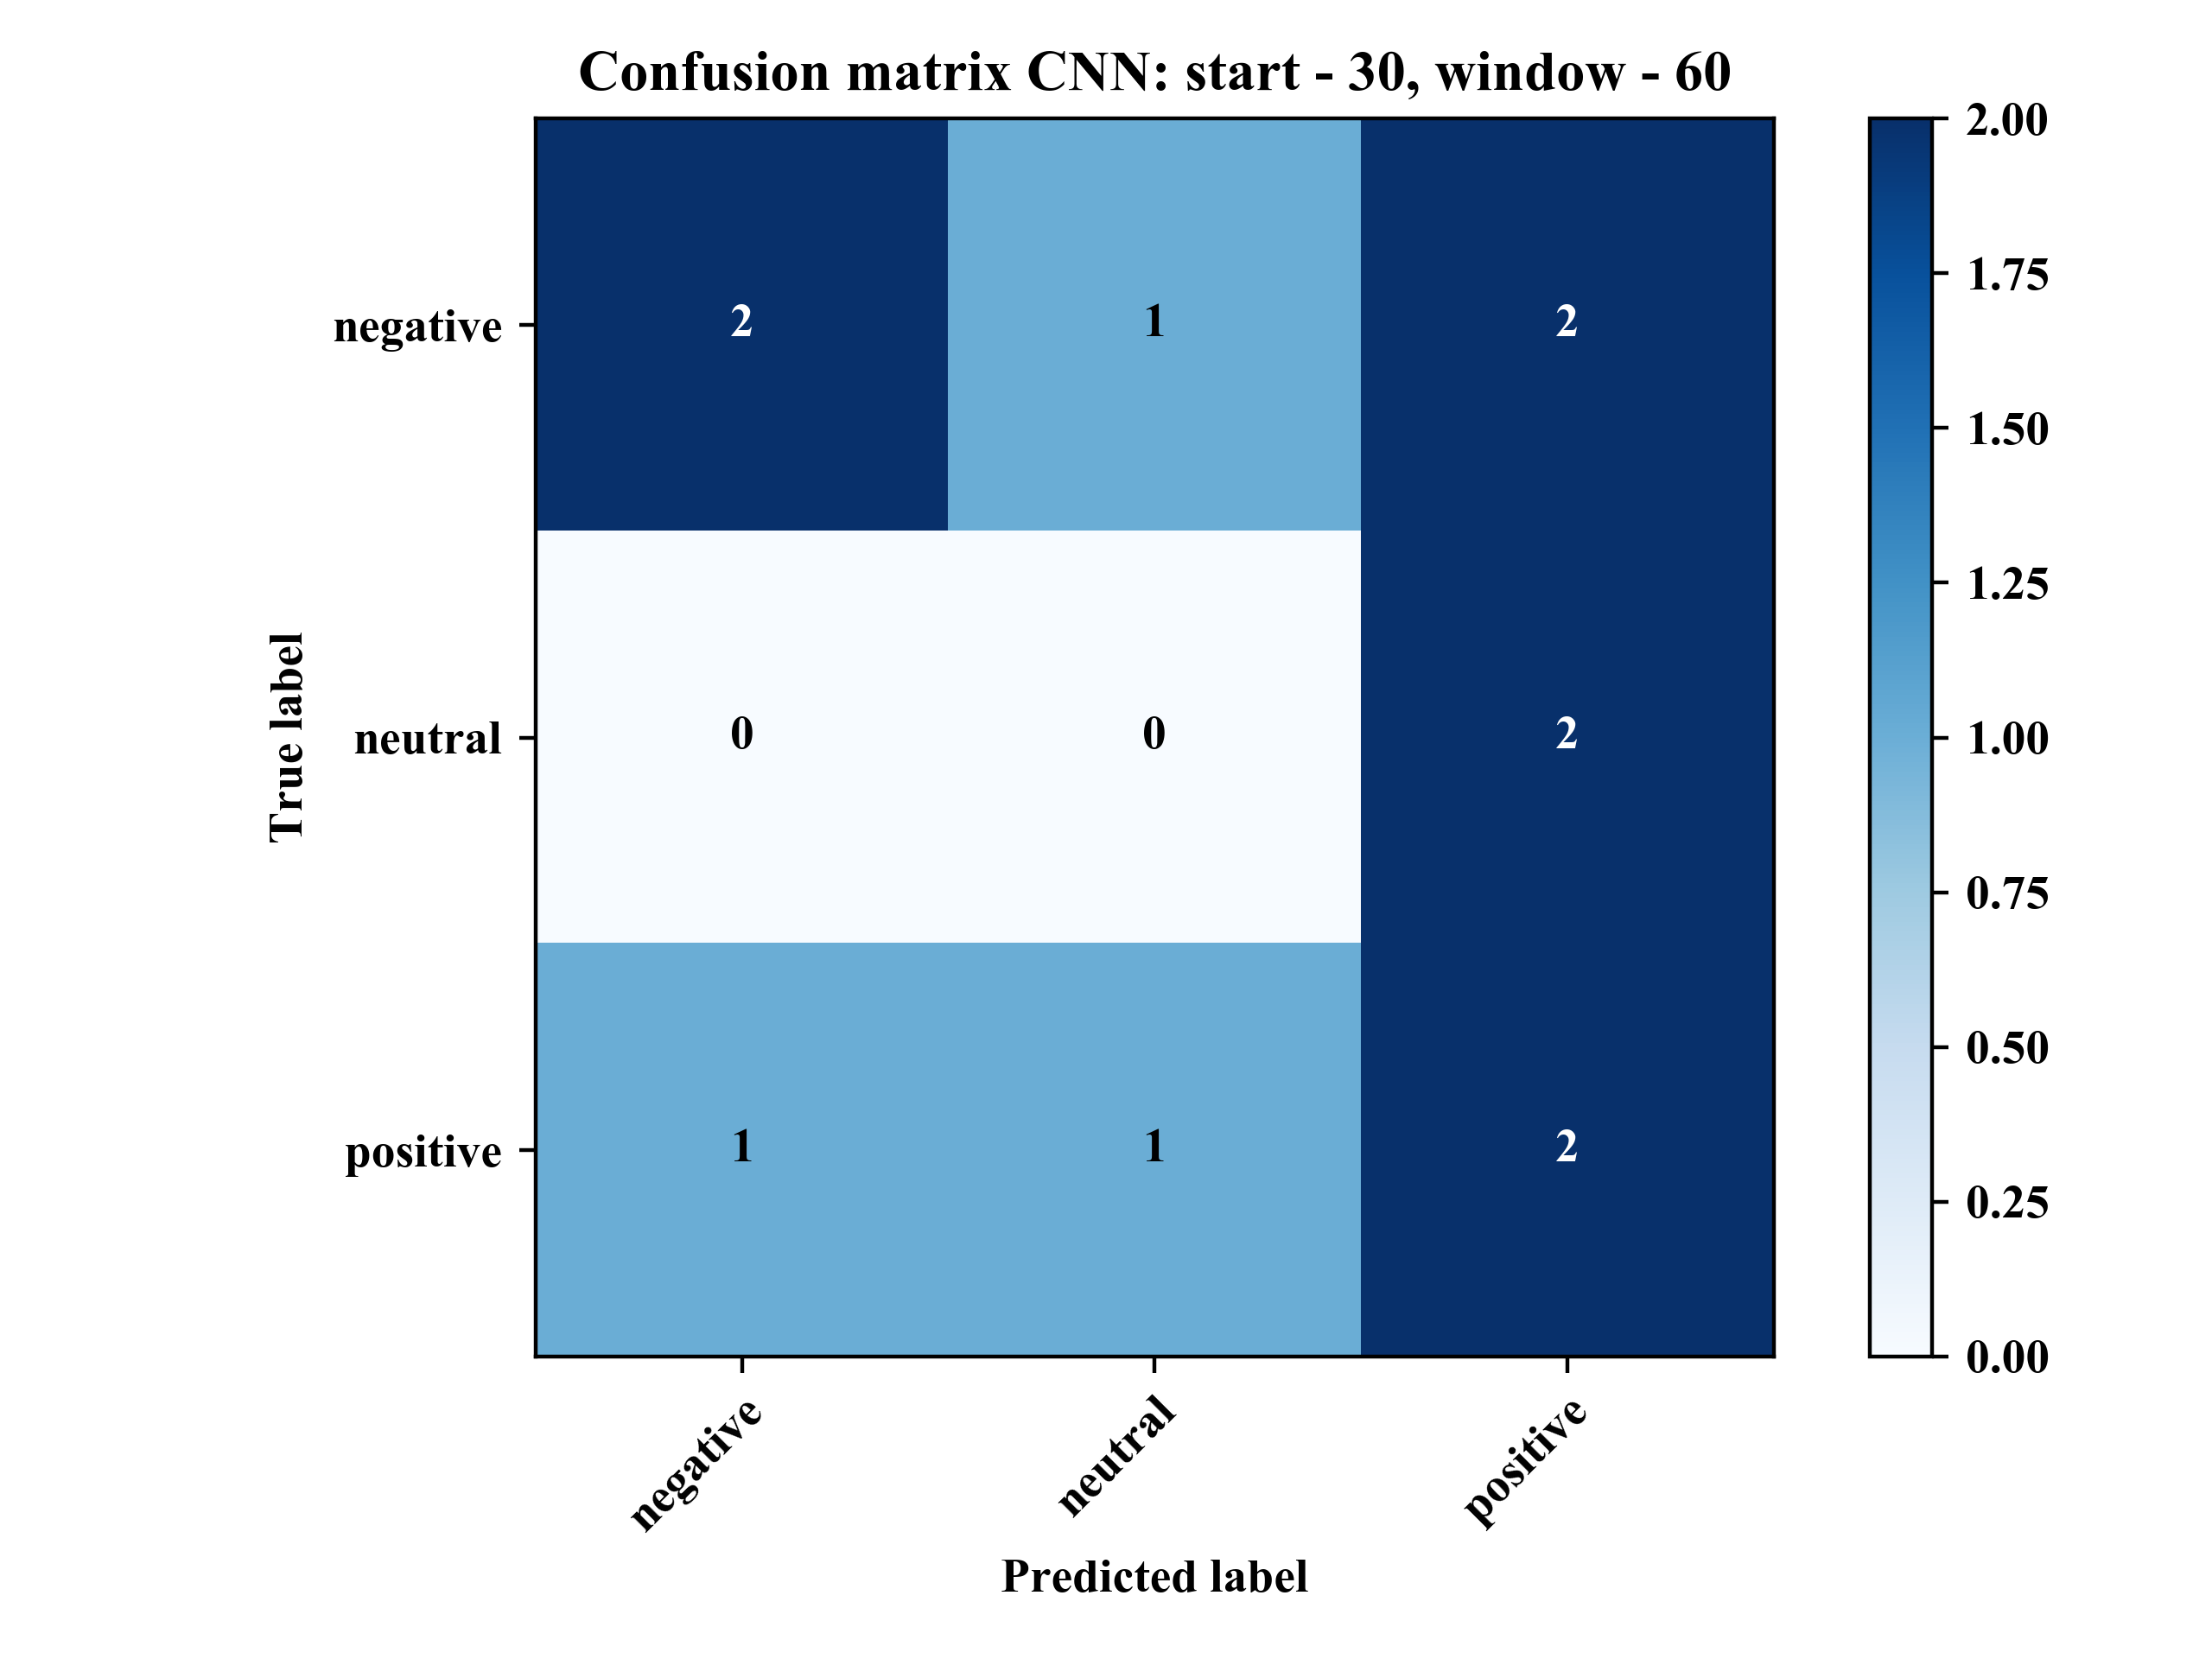 Confusion matrix CNN: start - 30, window - 60
True label
negative
neutral
positive
2 1 2
0 0 2
1 1 2
negative
neutral
positive
Predicted label
2.00
1.75
1.50
1.25
1.00
0.75
0.50
0.25
0.00